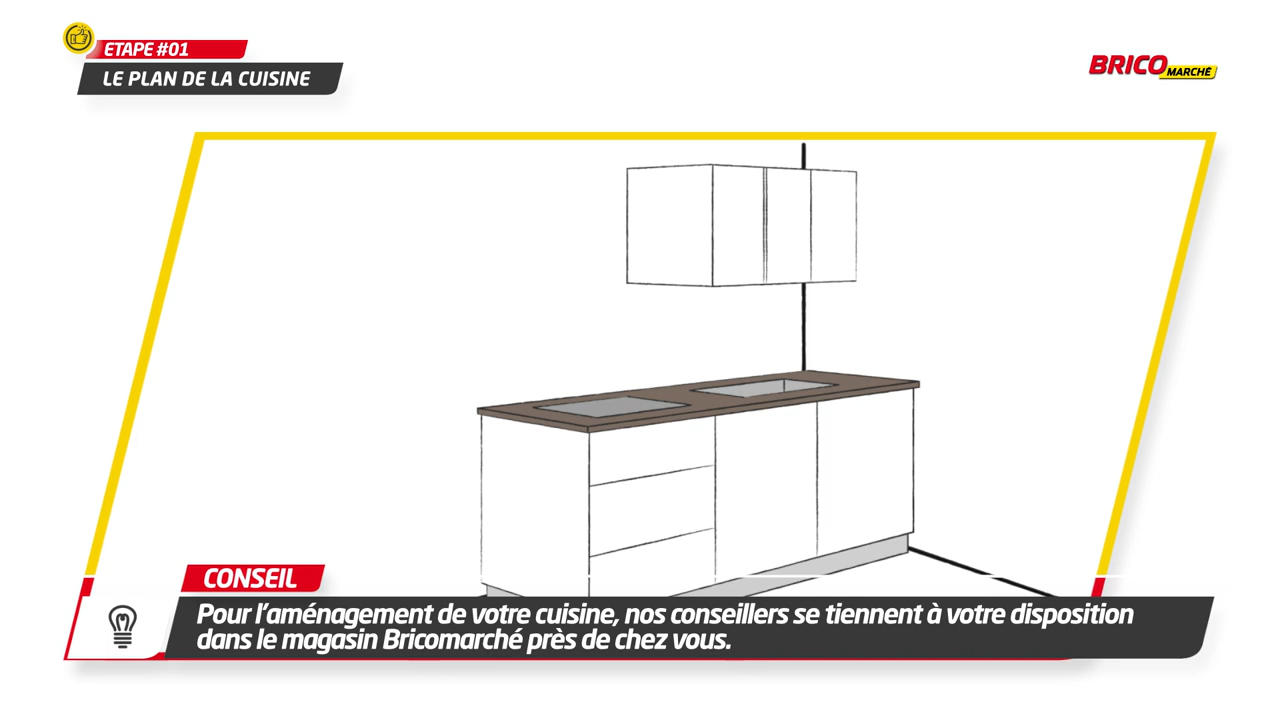 ETAPE #01
LE PLAN DE LA CUISINE
BRICO
MARCHÉ
CONSEIL
Pour l'aménagement de votre cuisine, nos conseillers se tiennent à votre disposition
dans le magasin Bricomarché près de chez vous.